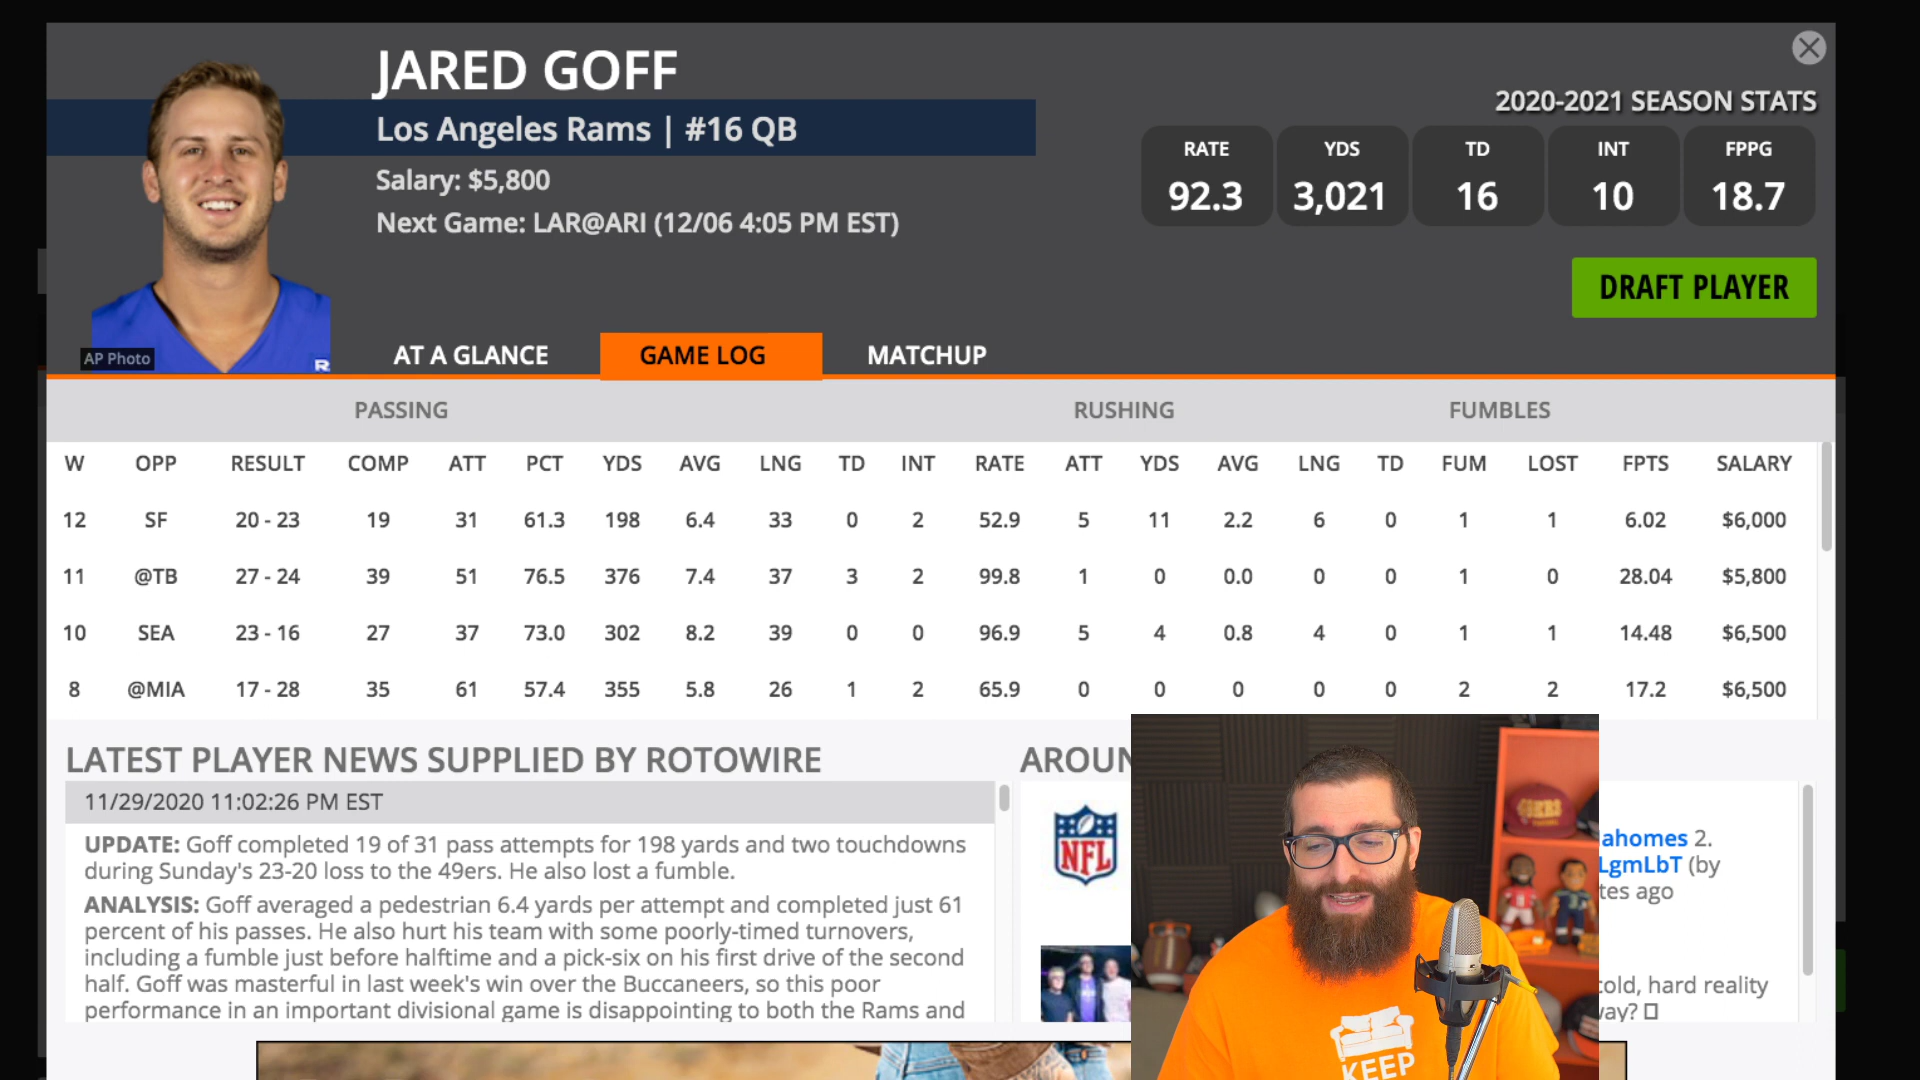 JARED GOFF
Los Angeles Rams | #16 QB
Salary: $5,800
Next Game: LAR@ARI (12/06 4:05 PM EST)
AP Photo
R
2020-2021 SEASON STATS
RATE YDS TD INT FPPG
92.3 3,021 16 10 18.7
DRAFT PLAYER
AT A GLANCE GAME LOG MATCHUP
PASSING RUSHING FUMBLES
W OPP RESULT COMP ATT PCT YDS AVG LNG TD INT RATE ATT YDS AVG LNG TD FUM LOST FPTS SALARY
12 SF 20 - 23 19 31 61.3 198 6.4 33 0 2 52.9 5 11 2.2 6 0 1 1 6.02 $6,000
11 @TB 27 - 24 39 51 76.5 376 7.4 37 3 2 99.8 1 0 0.0 0 0 1 0 28.04 $5,800
10 SEA 23 - 16 27 37 73.0 302 8.2 39 0 0 96.9 5 4 0.8 4 0 1 1 14.48 $6,500
8 @MIA 17 - 28 35 61 57.4 355 5.8 26 1 2 65.9 0 0 0 0 0 2 2 17.2 $6,500
LATEST PLAYER NEWS SUPPLIED BY ROTOWIRE
11/29/2020 11:02:26 PM EST
UPDATE: Goff completed 19 of 31 pass attempts for 198 yards and two touchdowns
during Sunday's 23-20 loss to the 49ers. He also lost a fumble.
ANALYSIS: Goff averaged a pedestrian 6.4 yards per attempt and completed just 61
percent of his passes. He also hurt his team with some poorly-timed turnovers,
including a fumble just before halftime and a pick-six on his first drive of the second
half. Goff was masterful in last week's win over the Buccaneers, so this poor
performance in an important divisional game is disappointing to both the Rams and
AROUN
NFL
ahomes 2.
LgmLbT (by
tes ago
cold, hard reality
way?
49ERS
KEEP